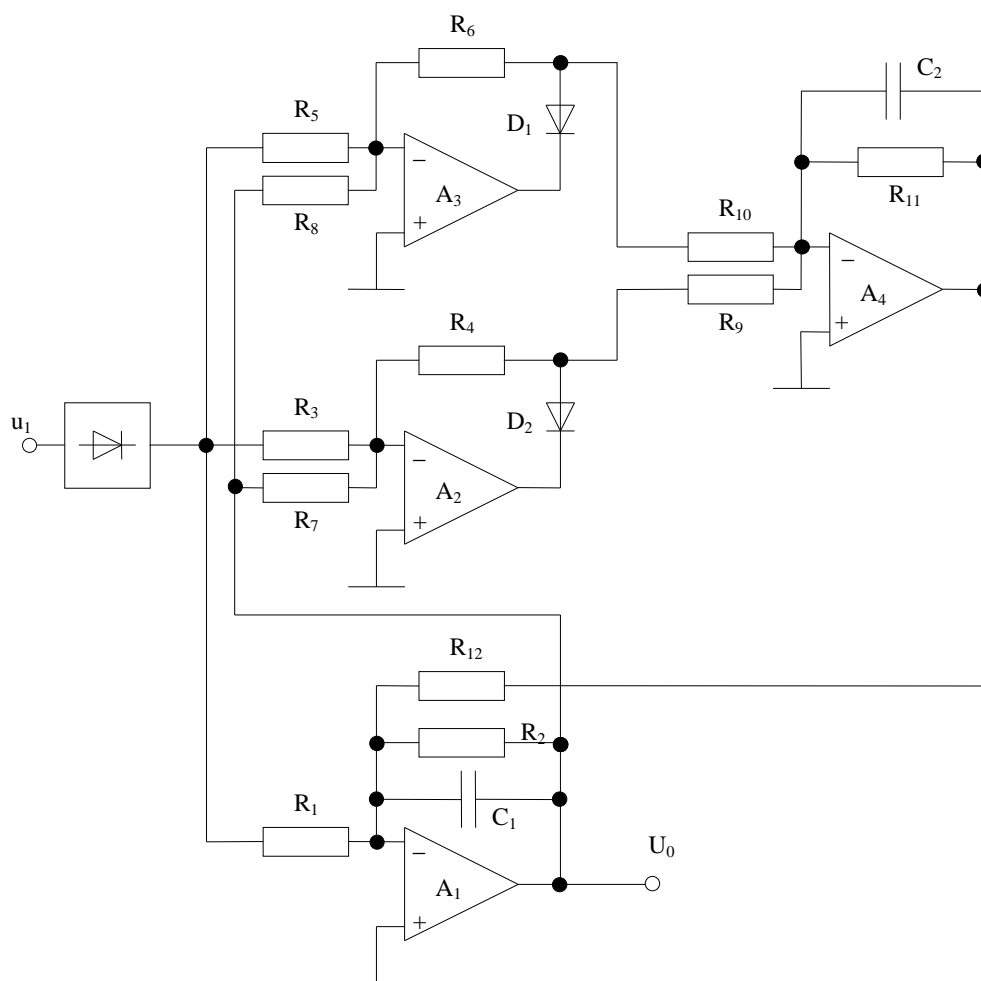 R₆
C₂
R₅
D₁
−
A₃
R₁₁
R₈
+
R₁₀
−
A₄
R₉
R₄
+
u₁
R₃
D₂
−
A₂
R₇
+
R₁₂
R₂
R₁
C₁
U₀
−
A₁
+